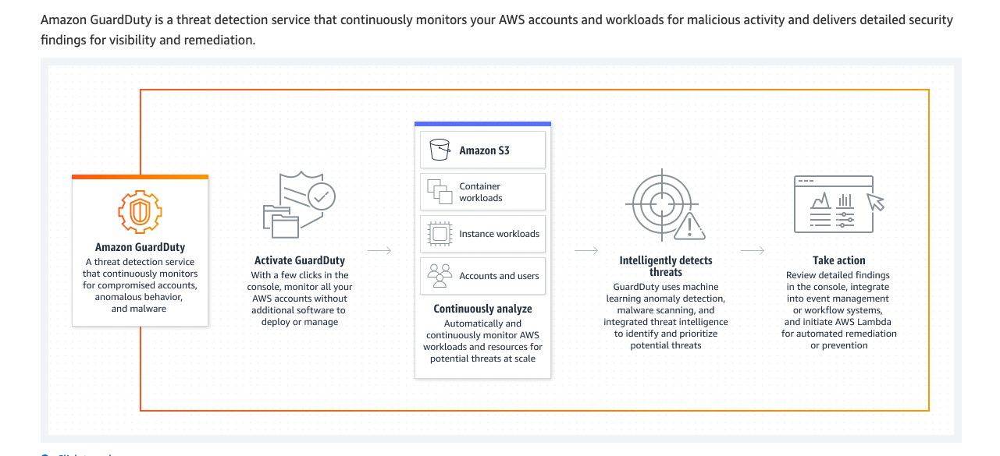 Amazon GuardDuty is a threat detection service that continuously monitors your AWS accounts and workloads for malicious activity and delivers detailed security
findings for visibility and remediation.
Amazon GuardDuty
A threat detection service
that continuously monitors
for compromised accounts,
anomalous behavior,
and malware
Activate GuardDuty
With a few clicks in the
console, monitor all your
AWS accounts without
additional software to
deploy or manage
Amazon S3
Container
workloads
Instance workloads
Accounts and users
Continuously analyze
Automatically and
continuously monitor AWS
workloads and resources for
potential threats at scale
Intelligently detects
threats
GuardDuty uses machine
learning anomaly detection,
malware scanning, and
integrated threat intelligence
to identify and prioritize
potential threats
Take action
Review detailed findings
in the console, integrate
into event management
or workflow systems,
and initiate AWS Lambda
for automated remediation
or prevention